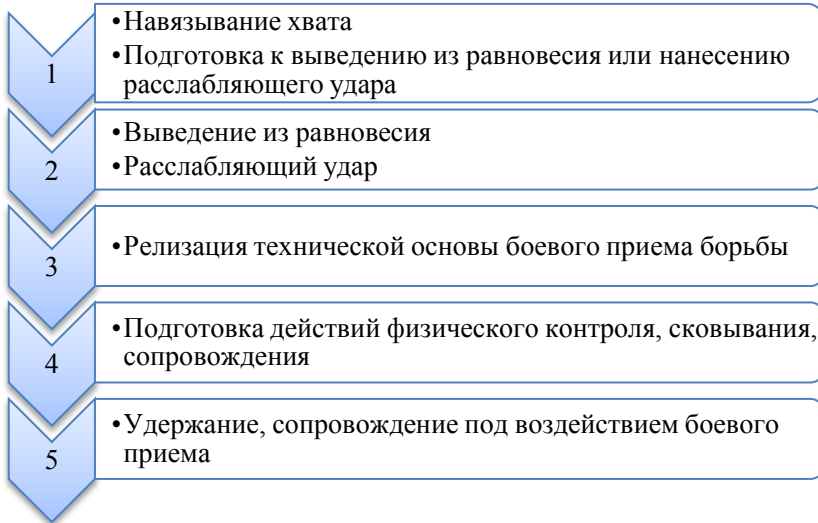 1
•Навязывание хвата
•Подготовка к выведению из равновесия или нанесению
расслабляющего удара
2
•Выведение из равновесия
•Расслабляющий удар
3
•Релизация технической основы боевого приема борьбы
4
•Подготовка действий физического контроля, сковывания,
сопровождения
5
•Удержание, сопровождение под воздействием боевого
приема